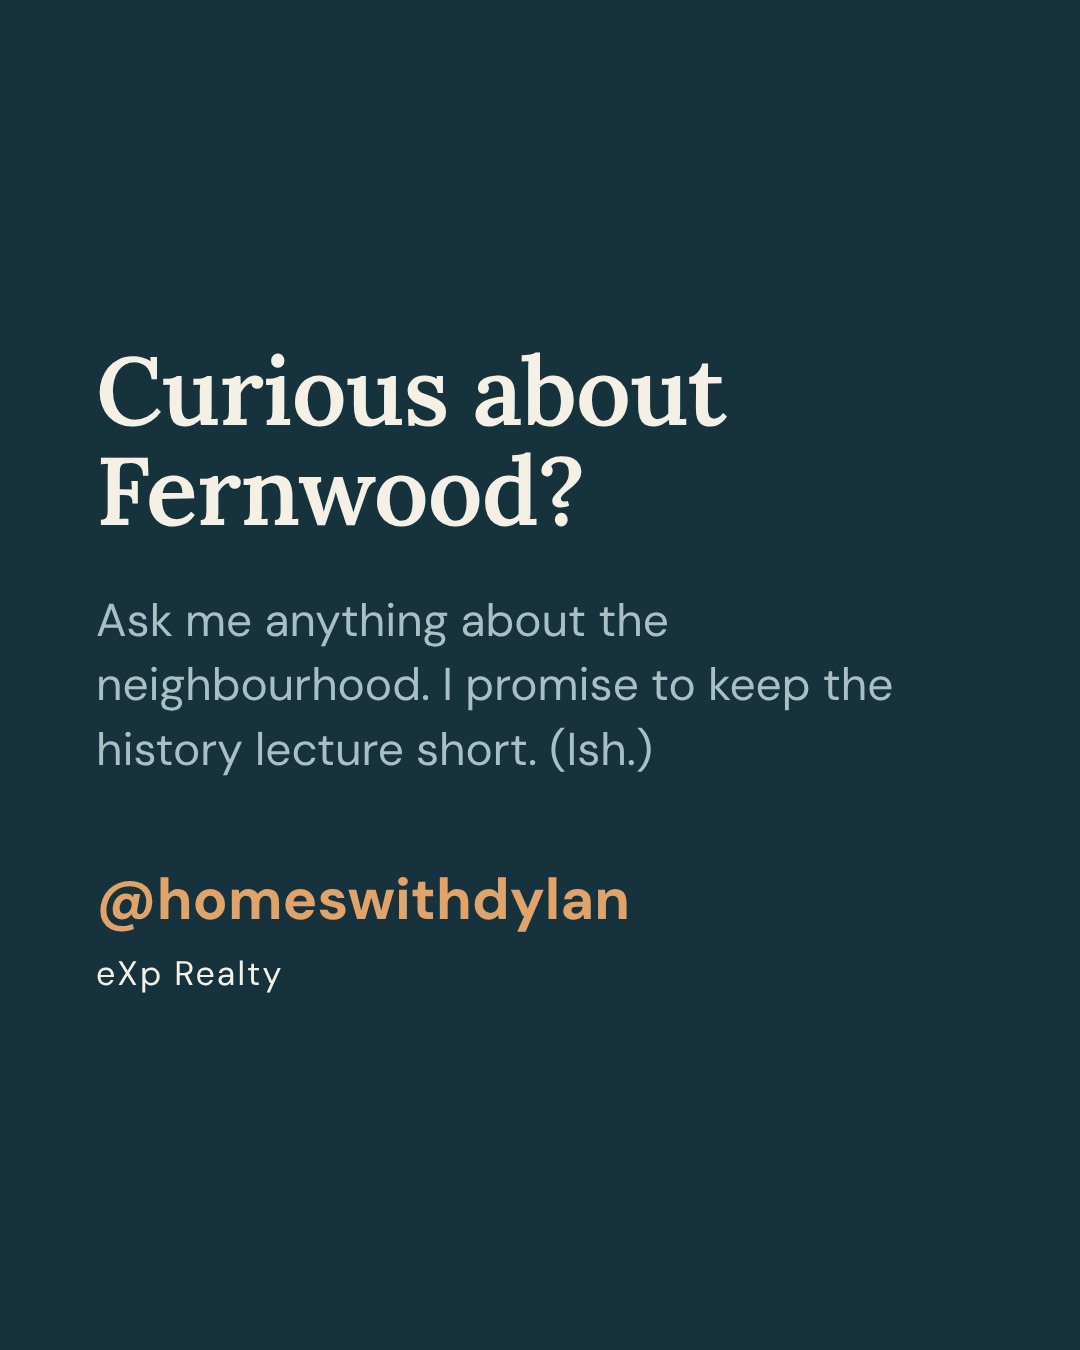 Curious about
Fernwood?
Ask me anything about the
neighbourhood. I promise to keep the
history lecture short. (Ish.)
@homeswithdylan
eXp Realty